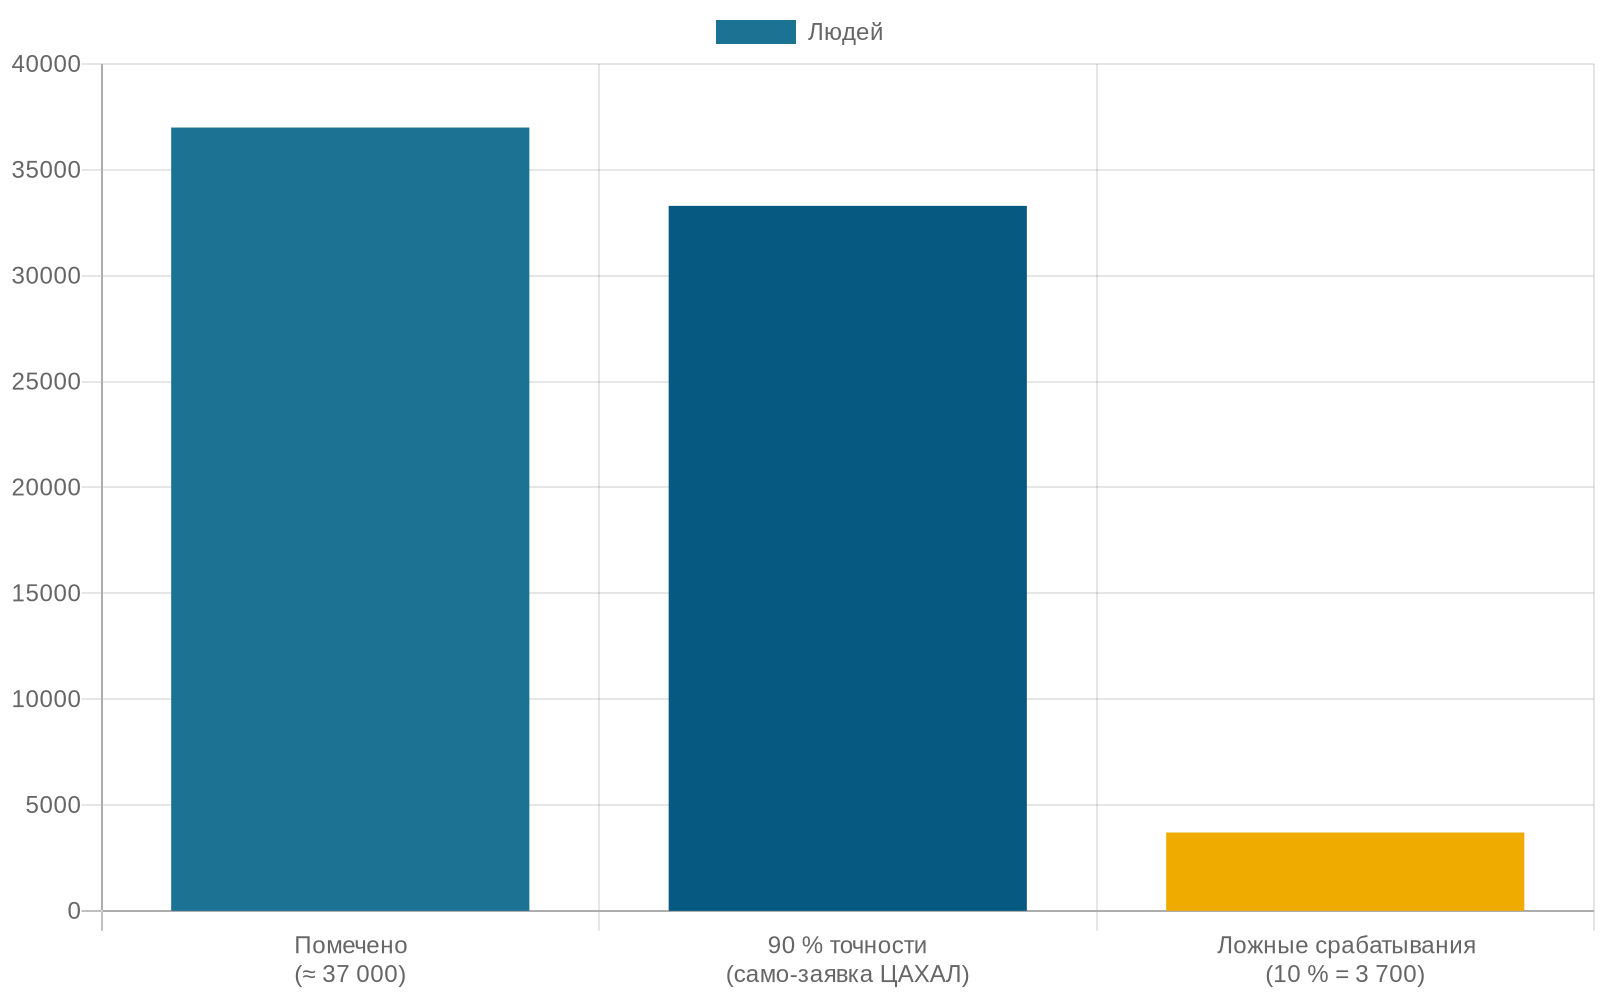 Людей
40000
35000
30000
25000
20000
15000
10000
5000
0
Помечено
(≈ 37 000)
90 % точности
(само-заявка ЦАХАЛ)
Ложные срабатывания
(10 % = 3 700)